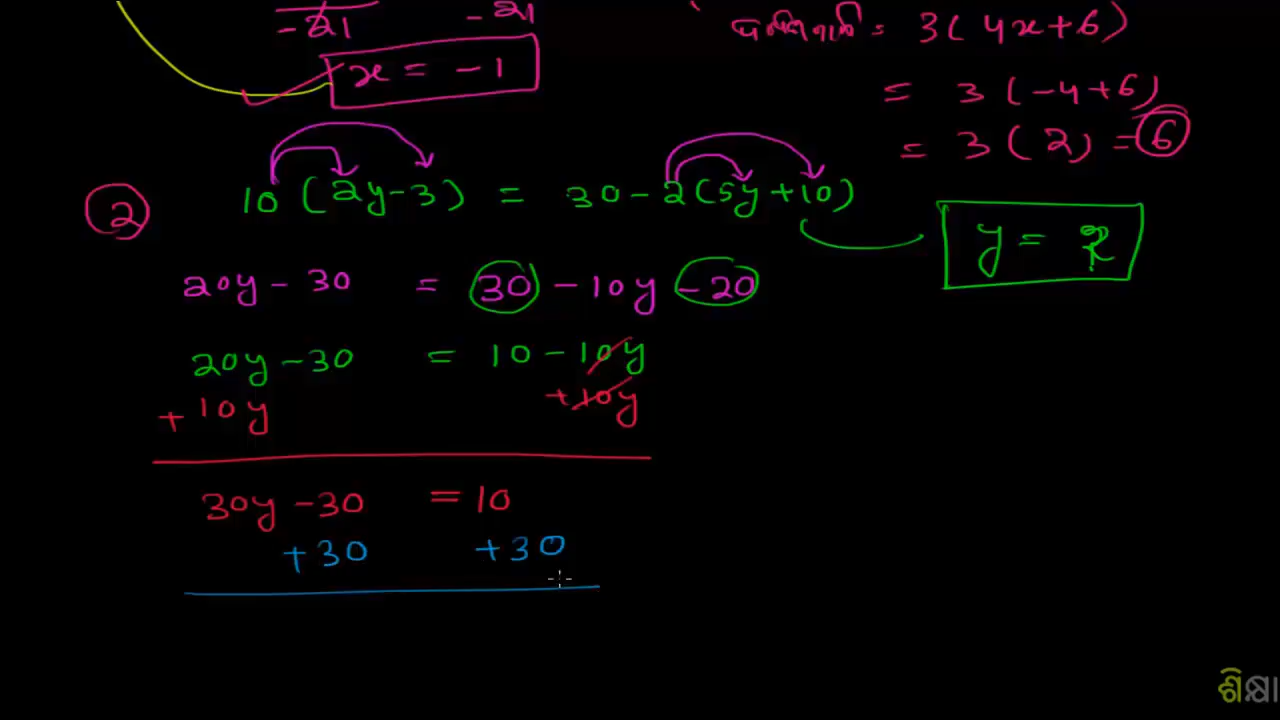 -21 -21
x = -1
3(4x+6)
= 3(-4+6)
= 3(2) = 6
2
10(2y-3) = 30-2(5y+10)
y = ?
20y-30 = 30-10y-20
20y-30 = 10-10y
+10y +10y
30y-30 = 10
+30 +30
ଶିକ୍ଷା